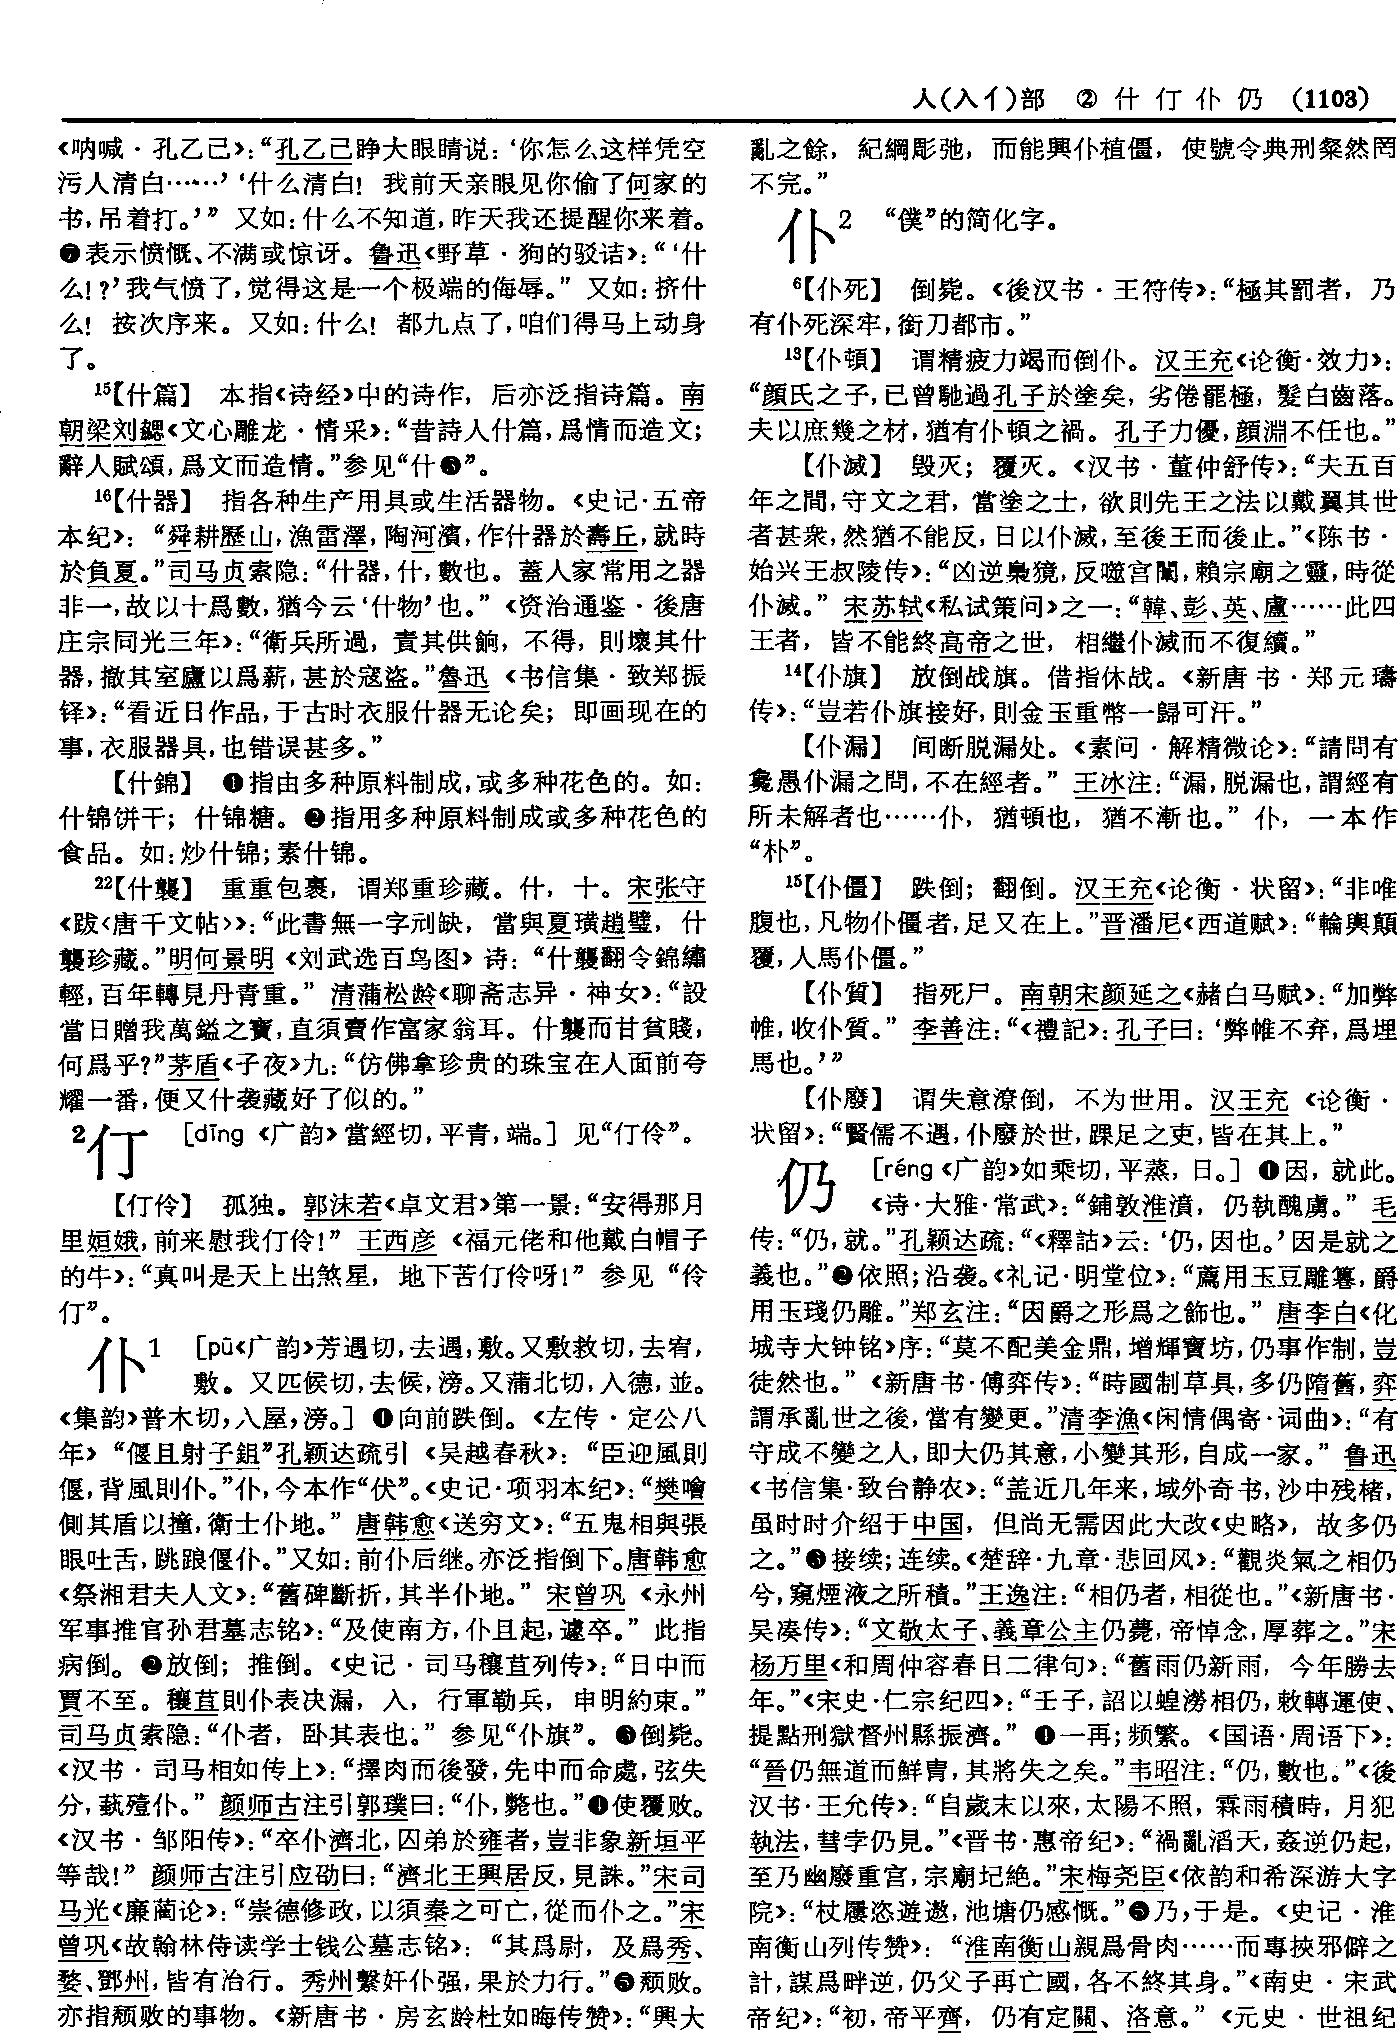 人(入亻)部 ②什仃仆仍 (1103)
《呐喊·孔乙己》：“孔乙己睁大眼睛说：‘你怎么这样凭空
污人清白……’‘什么清白！我前天亲眼见你偷了何家的
书，吊着打。’”又如：什么不知道，昨天我还提醒你来着。
❼表示愤慨、不满或惊讶。鲁迅《野草·狗的驳诘》：“‘什
么！？’我气愤了，觉得这是一个极端的侮辱。”又如：挤什
么！按次序来。又如：什么！都九点了，咱们得马上动身
了。
15【什篇】 本指《诗经》中的诗作，后亦泛指诗篇。南
朝梁刘勰《文心雕龙·情采》：“昔詩人什篇，爲情而造文；
辭人賦頌，爲文而造情。”参见“什❺”。
16【什器】 指各种生产用具或生活器物。《史记·五帝
本纪》：“舜耕歷山，漁雷澤，陶河濱，作什器於壽丘，就時
於負夏。”司马贞索隐：“什器，什，數也。蓋人家常用之器
非一，故以十爲數，猶今云‘什物’也。”《资治通鉴·後唐
庄宗同光三年》：“衛兵所過，責其供餉，不得，則壞其什
器，撤其室廬以爲薪，甚於寇盜。”魯迅《书信集·致郑振
铎》：“看近日作品，于古时衣服什器无论矣；即画现在的
事，衣服器具，也错误甚多。”
【什錦】 ❶指由多种原料制成，或多种花色的。如：
什锦饼干；什锦糖。❷指用多种原料制成或多种花色的
食品。如：炒什锦；素什锦。
22【什襲】 重重包裹，谓郑重珍藏。什，十。宋张守
《跋〈唐千文帖〉》：“此書無一字刓缺，當與夏璜趙璧，什
襲珍藏。”明何景明《刘武选百鸟图》诗：“什襲翻令錦繡
輕，百年轉見丹青重。”清蒲松龄《聊斋志异·神女》：“設
當日贈我萬鎰之寶，直須賣作富家翁耳。什襲而甘貧賤，
何爲乎？”茅盾《子夜》九：“仿佛拿珍贵的珠宝在人面前夸
耀一番，便又什袭藏好了似的。”
2仃 [dīng《广韵》當經切，平青，端。]见“仃伶”。
【仃伶】 孤独。郭沫若《卓文君》第一景：“安得那月
里姮娥，前来慰我仃伶！”王西彦《福元佬和他戴白帽子
的牛》：“真叫是天上出煞星，地下苦仃伶呀！”参见“伶
仃”。
仆1 [pū《广韵》芳遇切，去遇，敷。又敷救切，去宥，
敷。又匹候切，去候，滂。又蒲北切，入德，並。
《集韵》普木切，入屋，滂。]❶向前跌倒。《左传·定公八
年》“偃且射子鉏”孔颖达疏引《吴越春秋》：“臣迎風則
偃，背風則仆。”仆，今本作“伏”。《史记·项羽本纪》：“樊噲
側其盾以撞，衛士仆地。”唐韩愈《送穷文》：“五鬼相與張
眼吐舌，跳踉偃仆。”又如：前仆后继。亦泛指倒下。唐韩愈
《祭湘君夫人文》：“舊碑斷折，其半仆地。”宋曾巩《永州
军事推官孙君墓志铭》：“及使南方，仆且起，遽卒。”此指
病倒。❷放倒；推倒。《史记·司马穰苴列传》：“日中而
賈不至。穰苴則仆表决漏，入，行軍勒兵，申明約束。”
司马贞索隐：“仆者，卧其表也。”参见“仆旗”。❸倒毙。
《汉书·司马相如传上》：“擇肉而後發，先中而命處，弦失
分，蓺殪仆。”颜师古注引郭璞曰：“仆，斃也。”❹使覆败。
《汉书·邹阳传》：“卒仆濟北，囚弟於雍者，豈非象新垣平
等哉！”颜师古注引应劭曰：“濟北王興居反，見誅。”宋司
马光《廉蔺论》：“崇德修政，以須秦之可亡，從而仆之。”宋
曾巩《故翰林侍读学士钱公墓志铭》：“其爲尉，及爲秀、
婺、鄧州，皆有冶行。秀州繫奸仆强，果於力行。”❺颓败。
亦指颓败的事物。《新唐书·房玄龄杜如晦传赞》：“興大
亂之餘，紀綱彫弛，而能興仆植僵，使號令典刑粲然罔
不完。”
仆2 “僕”的简化字。
6【仆死】 倒毙。《後汉书·王符传》：“極其罰者，乃
有仆死深牢，銜刀都市。”
13【仆頓】 谓精疲力竭而倒仆。汉王充《论衡·效力》：
“顔氏之子，已曾馳過孔子於塗矣，劣倦罷極，髮白齒落。
夫以庶幾之材，猶有仆頓之禍。孔子力優，顔淵不任也。”
【仆滅】 毁灭；覆灭。《汉书·董仲舒传》：“夫五百
年之間，守文之君，當塗之士，欲則先王之法以戴翼其世
者甚衆，然猶不能反，日以仆滅，至後王而後止。”《陈书·
始兴王叔陵传》：“凶逆梟獍，反噬宫闈，賴宗廟之靈，時從
仆滅。”宋苏轼《私试策问》之一：“韓、彭、英、盧……此四
王者，皆不能終高帝之世，相繼仆滅而不復續。”
14【仆旗】 放倒战旗。借指休战。《新唐书·郑元璹
传》：“豈若仆旗接好，則金玉重幣一歸可汗。”
【仆漏】 间断脱漏处。《素问·解精微论》：“請問有
毚愚仆漏之問，不在經者。”王冰注：“漏，脱漏也，謂經有
所未解者也……仆，猶頓也，猶不漸也。”仆，一本作
“朴”。
15【仆僵】 跌倒；翻倒。汉王充《论衡·状留》：“非唯
腹也，凡物仆僵者，足又在上。”晋潘尼《西道赋》：“輪輿顛
覆，人馬仆僵。”
【仆質】 指死尸。南朝宋颜延之《赭白马赋》：“加弊
帷，收仆質。”李善注：“《禮記》：孔子曰：‘弊帷不弃，爲埋
馬也。’”
【仆廢】 谓失意潦倒，不为世用。汉王充《论衡·
状留》：“賢儒不遇，仆廢於世，踝足之吏，皆在其上。”
仍 [réng《广韵》如乘切，平蒸，日。]❶因，就此。
《诗·大雅·常武》：“鋪敦淮濆，仍執醜虜。”毛
传：“仍，就。”孔颖达疏：“《釋詁》云：‘仍，因也。’因是就之
義也。”❷依照；沿袭。《礼记·明堂位》：“薦用玉豆雕篹，爵
用玉琖仍雕。”郑玄注：“因爵之形爲之飾也。”唐李白《化
城寺大钟铭》序：“莫不配美金鼎，增輝寶坊，仍事作制，豈
徒然也。”《新唐书·傅弈传》：“時國制草具，多仍隋舊，弈
謂承亂世之後，當有變更。”清李漁《闲情偶寄·词曲》：“有
守成不變之人，即大仍其意，小變其形，自成一家。”鲁迅
《书信集·致台静农》：“盖近几年来，域外奇书，沙中残楮，
虽时时介绍于中国，但尚无需因此大改《史略》，故多仍
之。”❸接续；连续。《楚辞·九章·悲回风》：“觀炎氣之相仍
兮，窺煙液之所積。”王逸注：“相仍者，相從也。”《新唐书·
吴凑传》：“文敬太子、義章公主仍薨，帝悼念，厚葬之。”宋
杨万里《和周仲容春日二律句》：“舊雨仍新雨，今年勝去
年。”《宋史·仁宗纪四》：“壬子，詔以蝗澇相仍，敕轉運使、
提點刑獄督州縣振濟。”❹一再；频繁。《国语·周语下》：
“晉仍無道而鮮胄，其將失之矣。”韦昭注：“仍，數也。”《後
汉书·王允传》：“自歲末以來，太陽不照，霖雨積時，月犯
執法，彗孛仍見。”《晋书·惠帝纪》：“禍亂滔天，姦逆仍起，
至乃幽廢重宫，宗廟圮絶。”宋梅尧臣《依韵和希深游大字
院》：“杖屨恣遊遨，池塘仍感慨。”❺乃，于是。《史记·淮
南衡山列传赞》：“淮南衡山親爲骨肉……而專挾邪僻之
計，謀爲畔逆，仍父子再亡國，各不終其身。”《南史·宋武
帝纪》：“初，帝平齊，仍有定關、洛意。”《元史·世祖纪